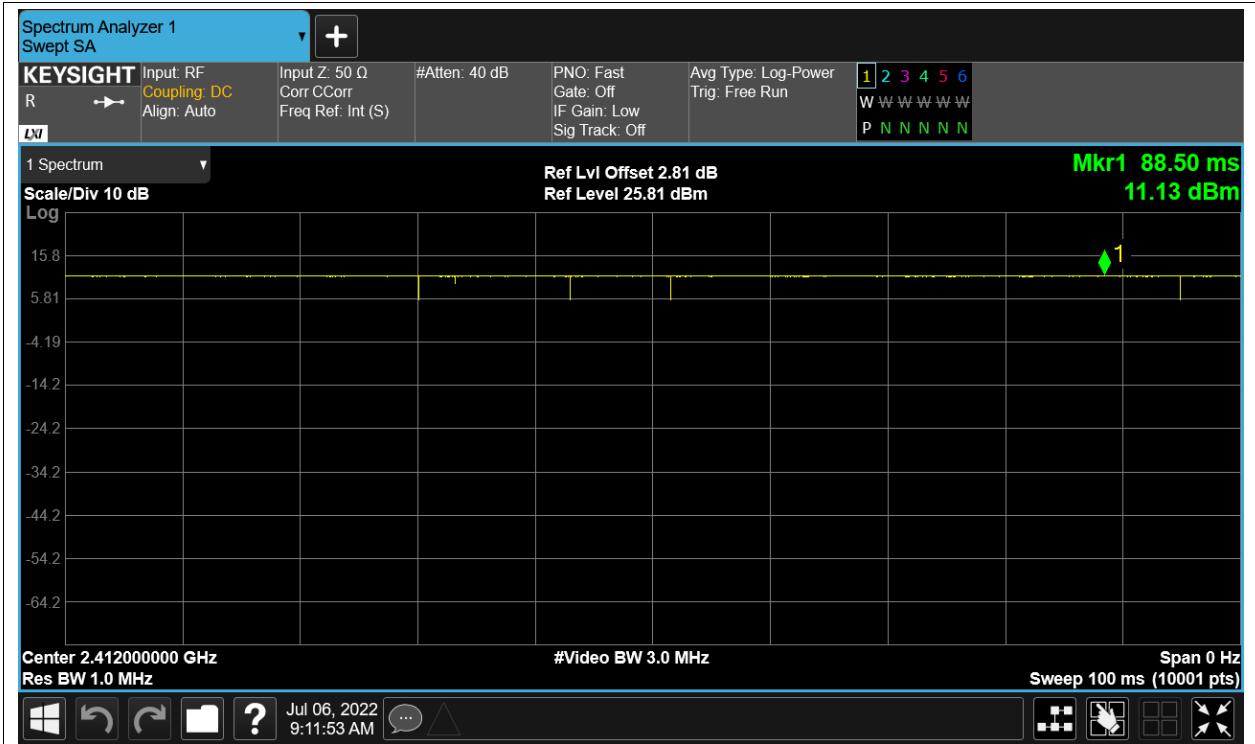 Spectrum Analyzer 1
Swept SA
+
KEYSIGHT
R
LXI
Input: RF
Coupling: DC
Align: Auto
Input Z: 50 Ω
Corr CCorr
Freq Ref: Int (S)
#Atten: 40 dB
PNO: Fast
Gate: Off
IF Gain: Low
Sig Track: Off
Avg Type: Log-Power
Trig: Free Run
1 2 3 4 5 6
W W W W W W
P N N N N N
1 Spectrum
Scale/Div 10 dB
Log
Ref Lvl Offset 2.81 dB
Ref Level 25.81 dBm
Mkr1 88.50 ms
11.13 dBm
1
15.8
5.81
-4.19
-14.2
-24.2
-34.2
-44.2
-54.2
-64.2
Center 2.412000000 GHz
Res BW 1.0 MHz
#Video BW 3.0 MHz
Span 0 Hz
Sweep 100 ms (10001 pts)
?
Jul 06, 2022
9:11:53 AM